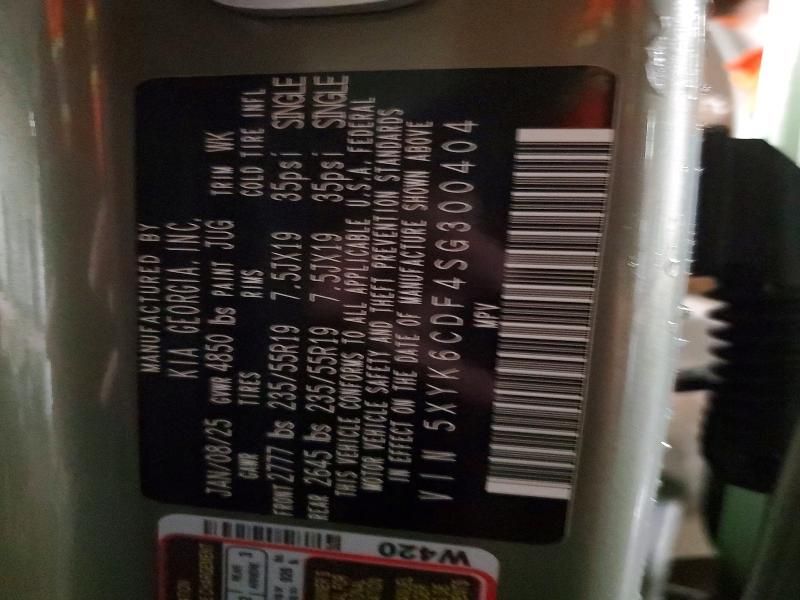 MANUFACTURED BY
KIA GEORGIA, INC.
JAN/08/25 GVWR 4850 lbs PAINT JUG TRIM WK
GAWR TIRES RIMS COLD TIRE INFL
FRONT 2777 lbs 235/55R19 7.5JX19 35psi SINGLE
REAR 2645 lbs 235/55R19 7.5JX19 35psi SINGLE
THIS VEHICLE CONFORMS TO ALL APPLICABLE U.S.A. FEDERAL
MOTOR VEHICLE SAFETY AND THEFT PREVENTION STANDARDS
IN EFFECT ON THE DATE OF MANUFACTURE SHOWN ABOVE
VIN 5XYK6CDF4SG300404
MPV
W420
REAR 3